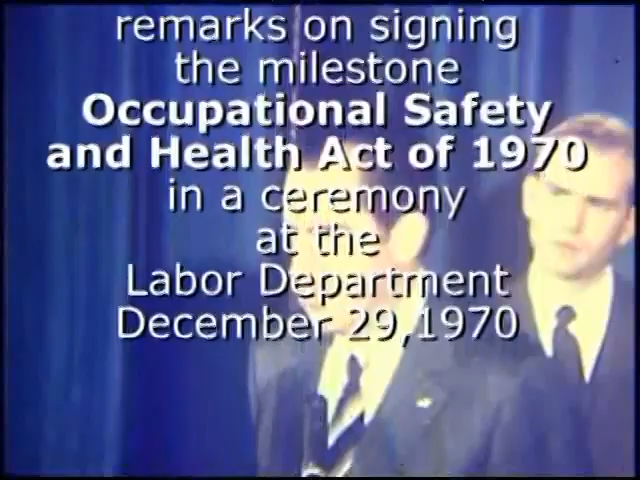 remarks on signing
the milestone
Occupational Safety
and Health Act of 1970
in a ceremony
at the
Labor Department
December 29,1970